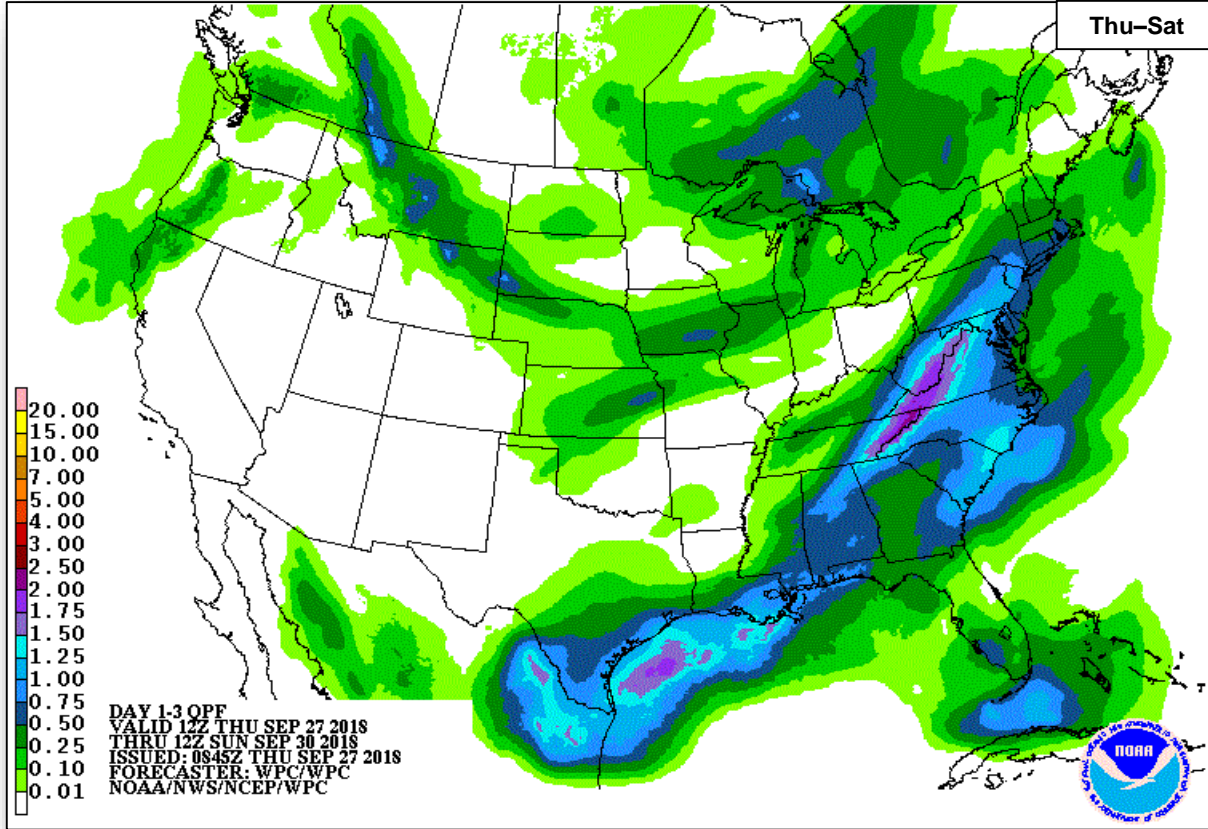 Thu–Sat
20.00
15.00
10.00
7.00
5.00
4.00
3.00
2.50
2.00
1.75
1.50
1.25
1.00
0.75
0.50
0.25
0.10
0.01
DAY 1-3 QPF
VALID 12Z THU SEP 27 2018
THRU 12Z SUN SEP 30 2018
ISSUED: 0845Z THU SEP 27 2018
FORECASTER: WPC/WPC
NOAA/NWS/NCEP/WPC
NOAA